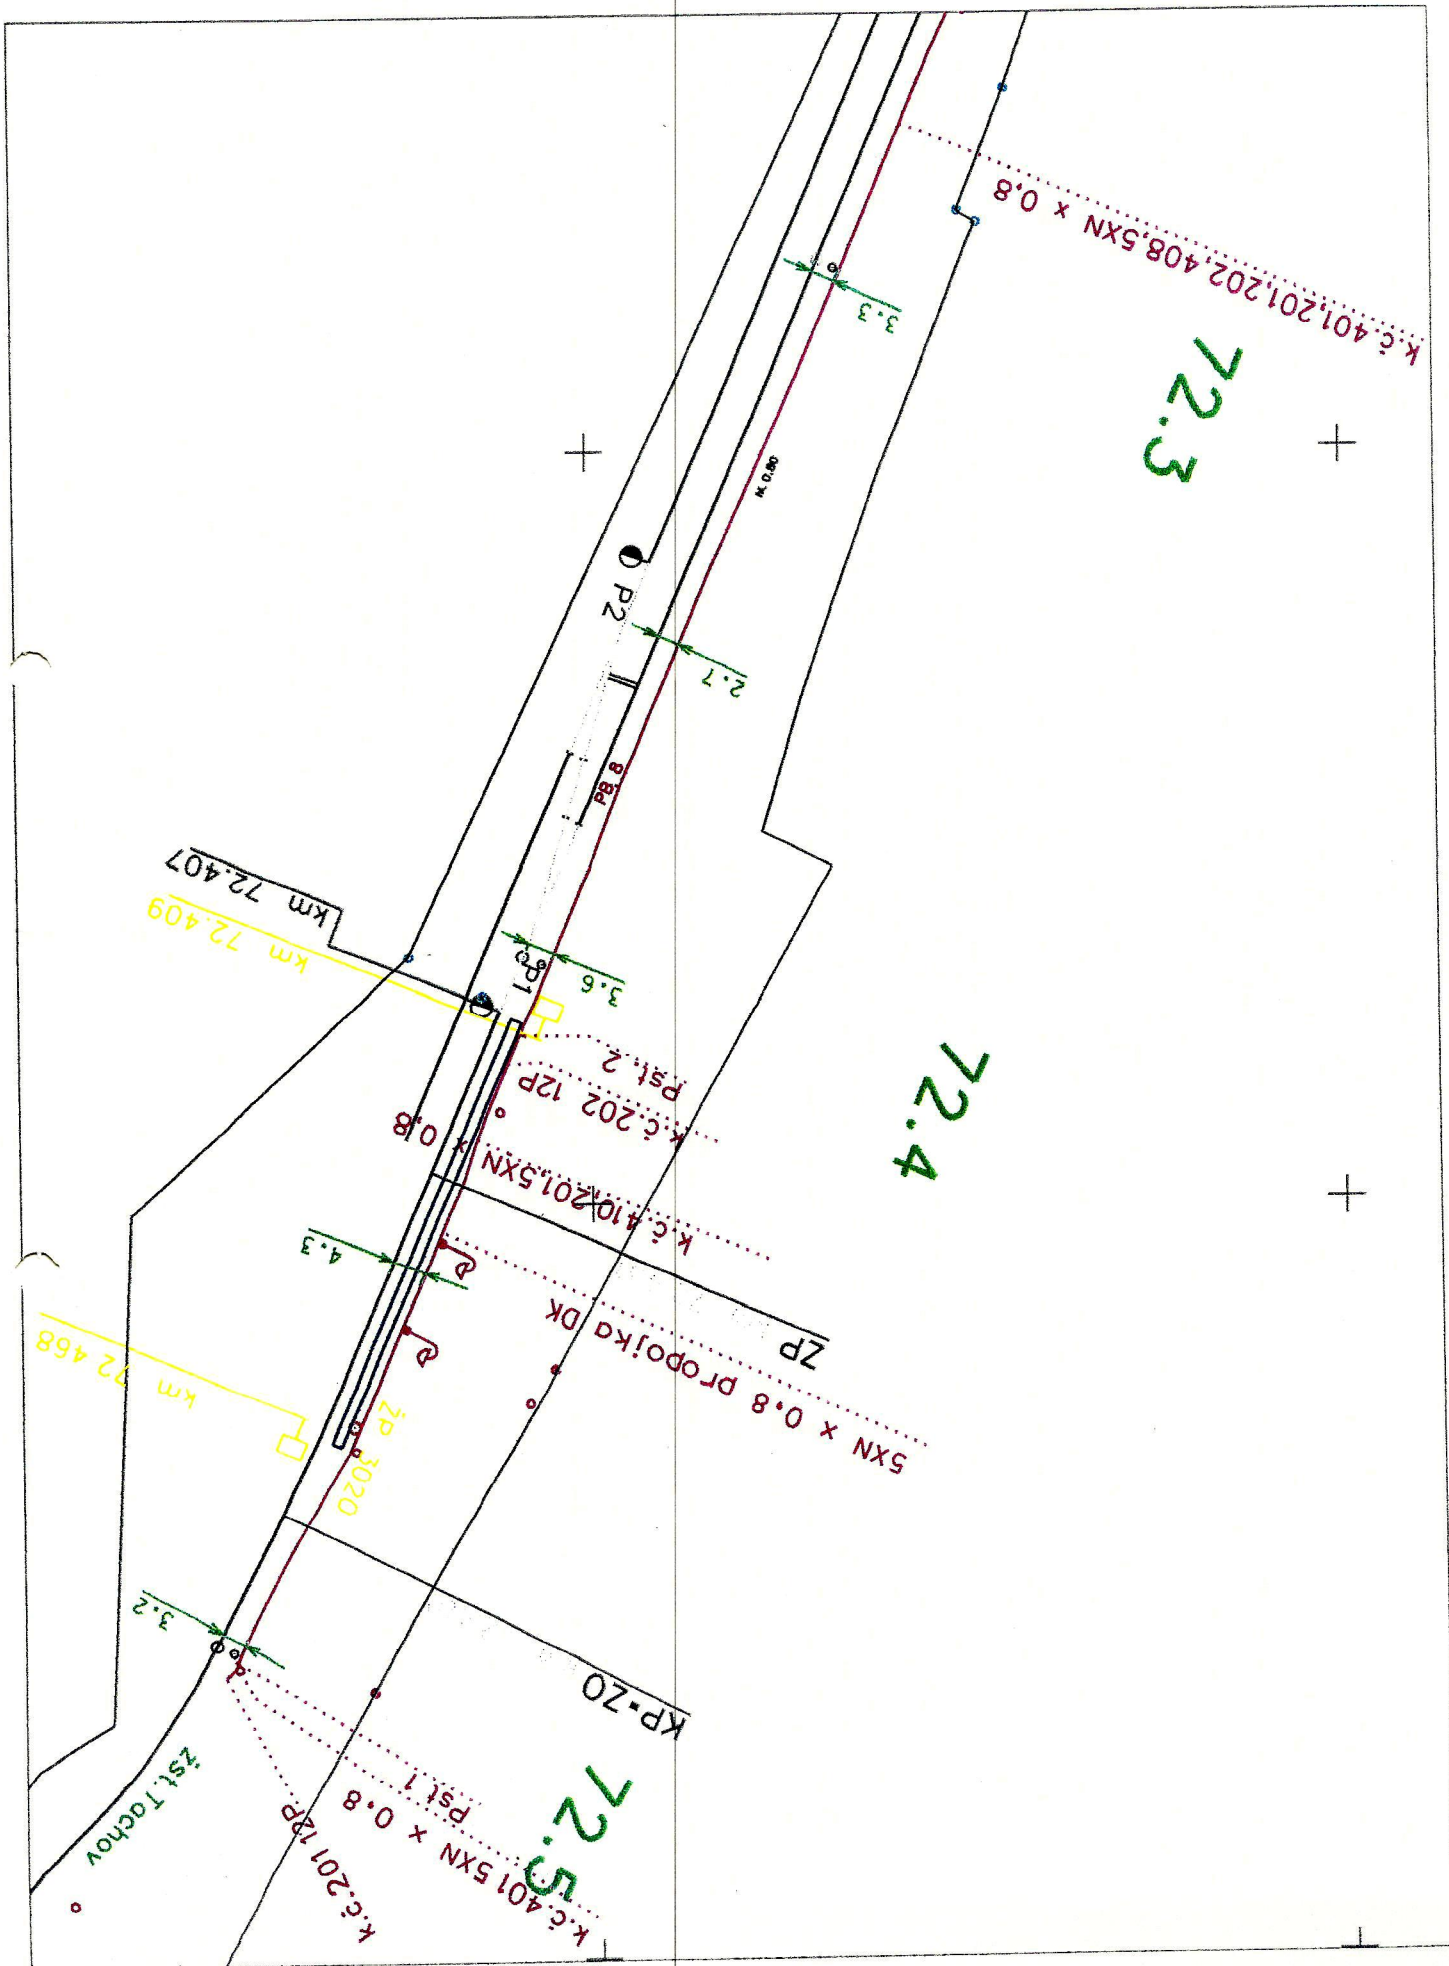 k.č.401,201,202,408,5XN x 0,8
72.3
3.3
M. 0.80
P2
2.7
PB 8
km 72.407
km 72.409
P1
3.6
Pst. 2
k.č.202 12P
72.4
k.č.410,201,5XN x 0,8
4.3
ZP
5XN x 0.8 propojka DK
km 72 468
žP 3020
3.2
KP-ZO
72.5
Pst 1
k.č.401 5XN x 0.8
k.č.201 12P
žst.Tachov